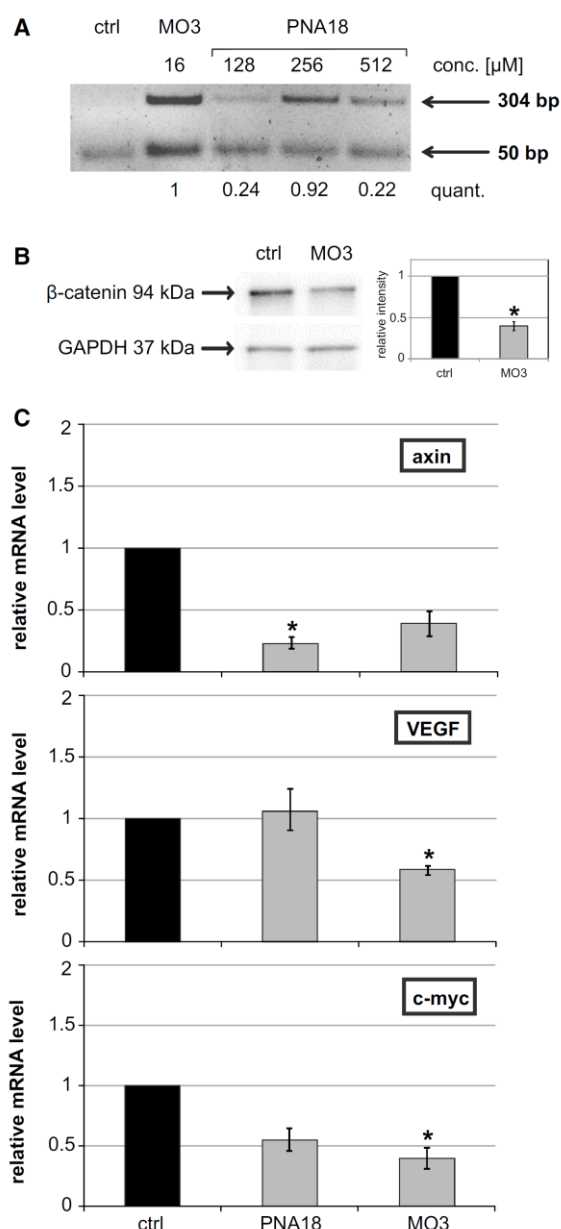 A
ctrl MO3 PNA18
16 128 256 512 conc. [µM]
304 bp
50 bp
1 0.24 0.92 0.22 quant.
B
ctrl MO3
β-catenin 94 kDa
GAPDH 37 kDa
relative intensity
1
0.5
0
*
ctrl MO3
C
relative mRNA level
2
1.5
1
0.5
0
axin
*
relative mRNA level
2
1.5
1
0.5
0
VEGF
*
relative mRNA level
2
1.5
1
0.5
0
c-myc
*
ctrl PNA18 MO3